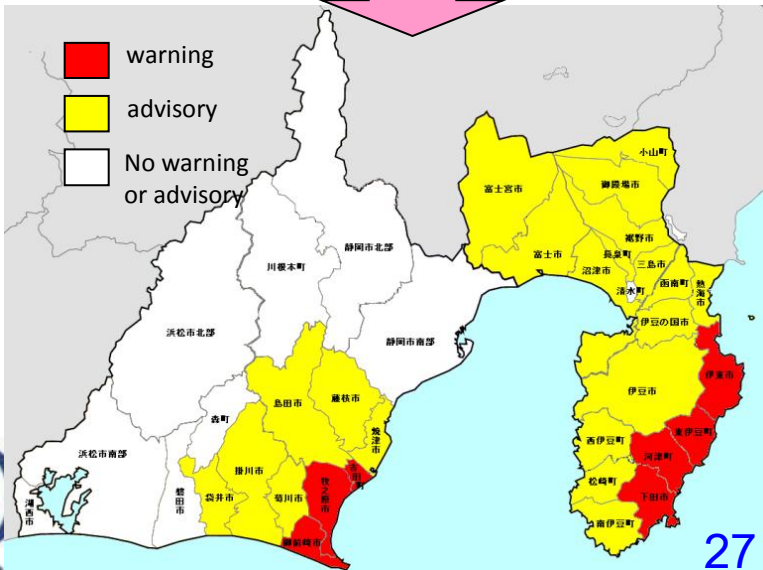 warning
advisory
No warning
or advisory
小山町
富士宮市
御殿場市
裾野市
静岡市北部
富士市
長泉町
三島市
川根本町
沼津市
函南町
熱海市
清水町
伊豆の国市
浜松市北部
静岡市南部
伊東市
伊豆市
島田市
藤枝市
森町
焼津市
東伊豆町
西伊豆町
河津町
浜松市南部
掛川市
吉田町
牧之原市
松崎町
下田市
湖西市
磐田市
袋井市
菊川市
御前崎市
南伊豆町
27